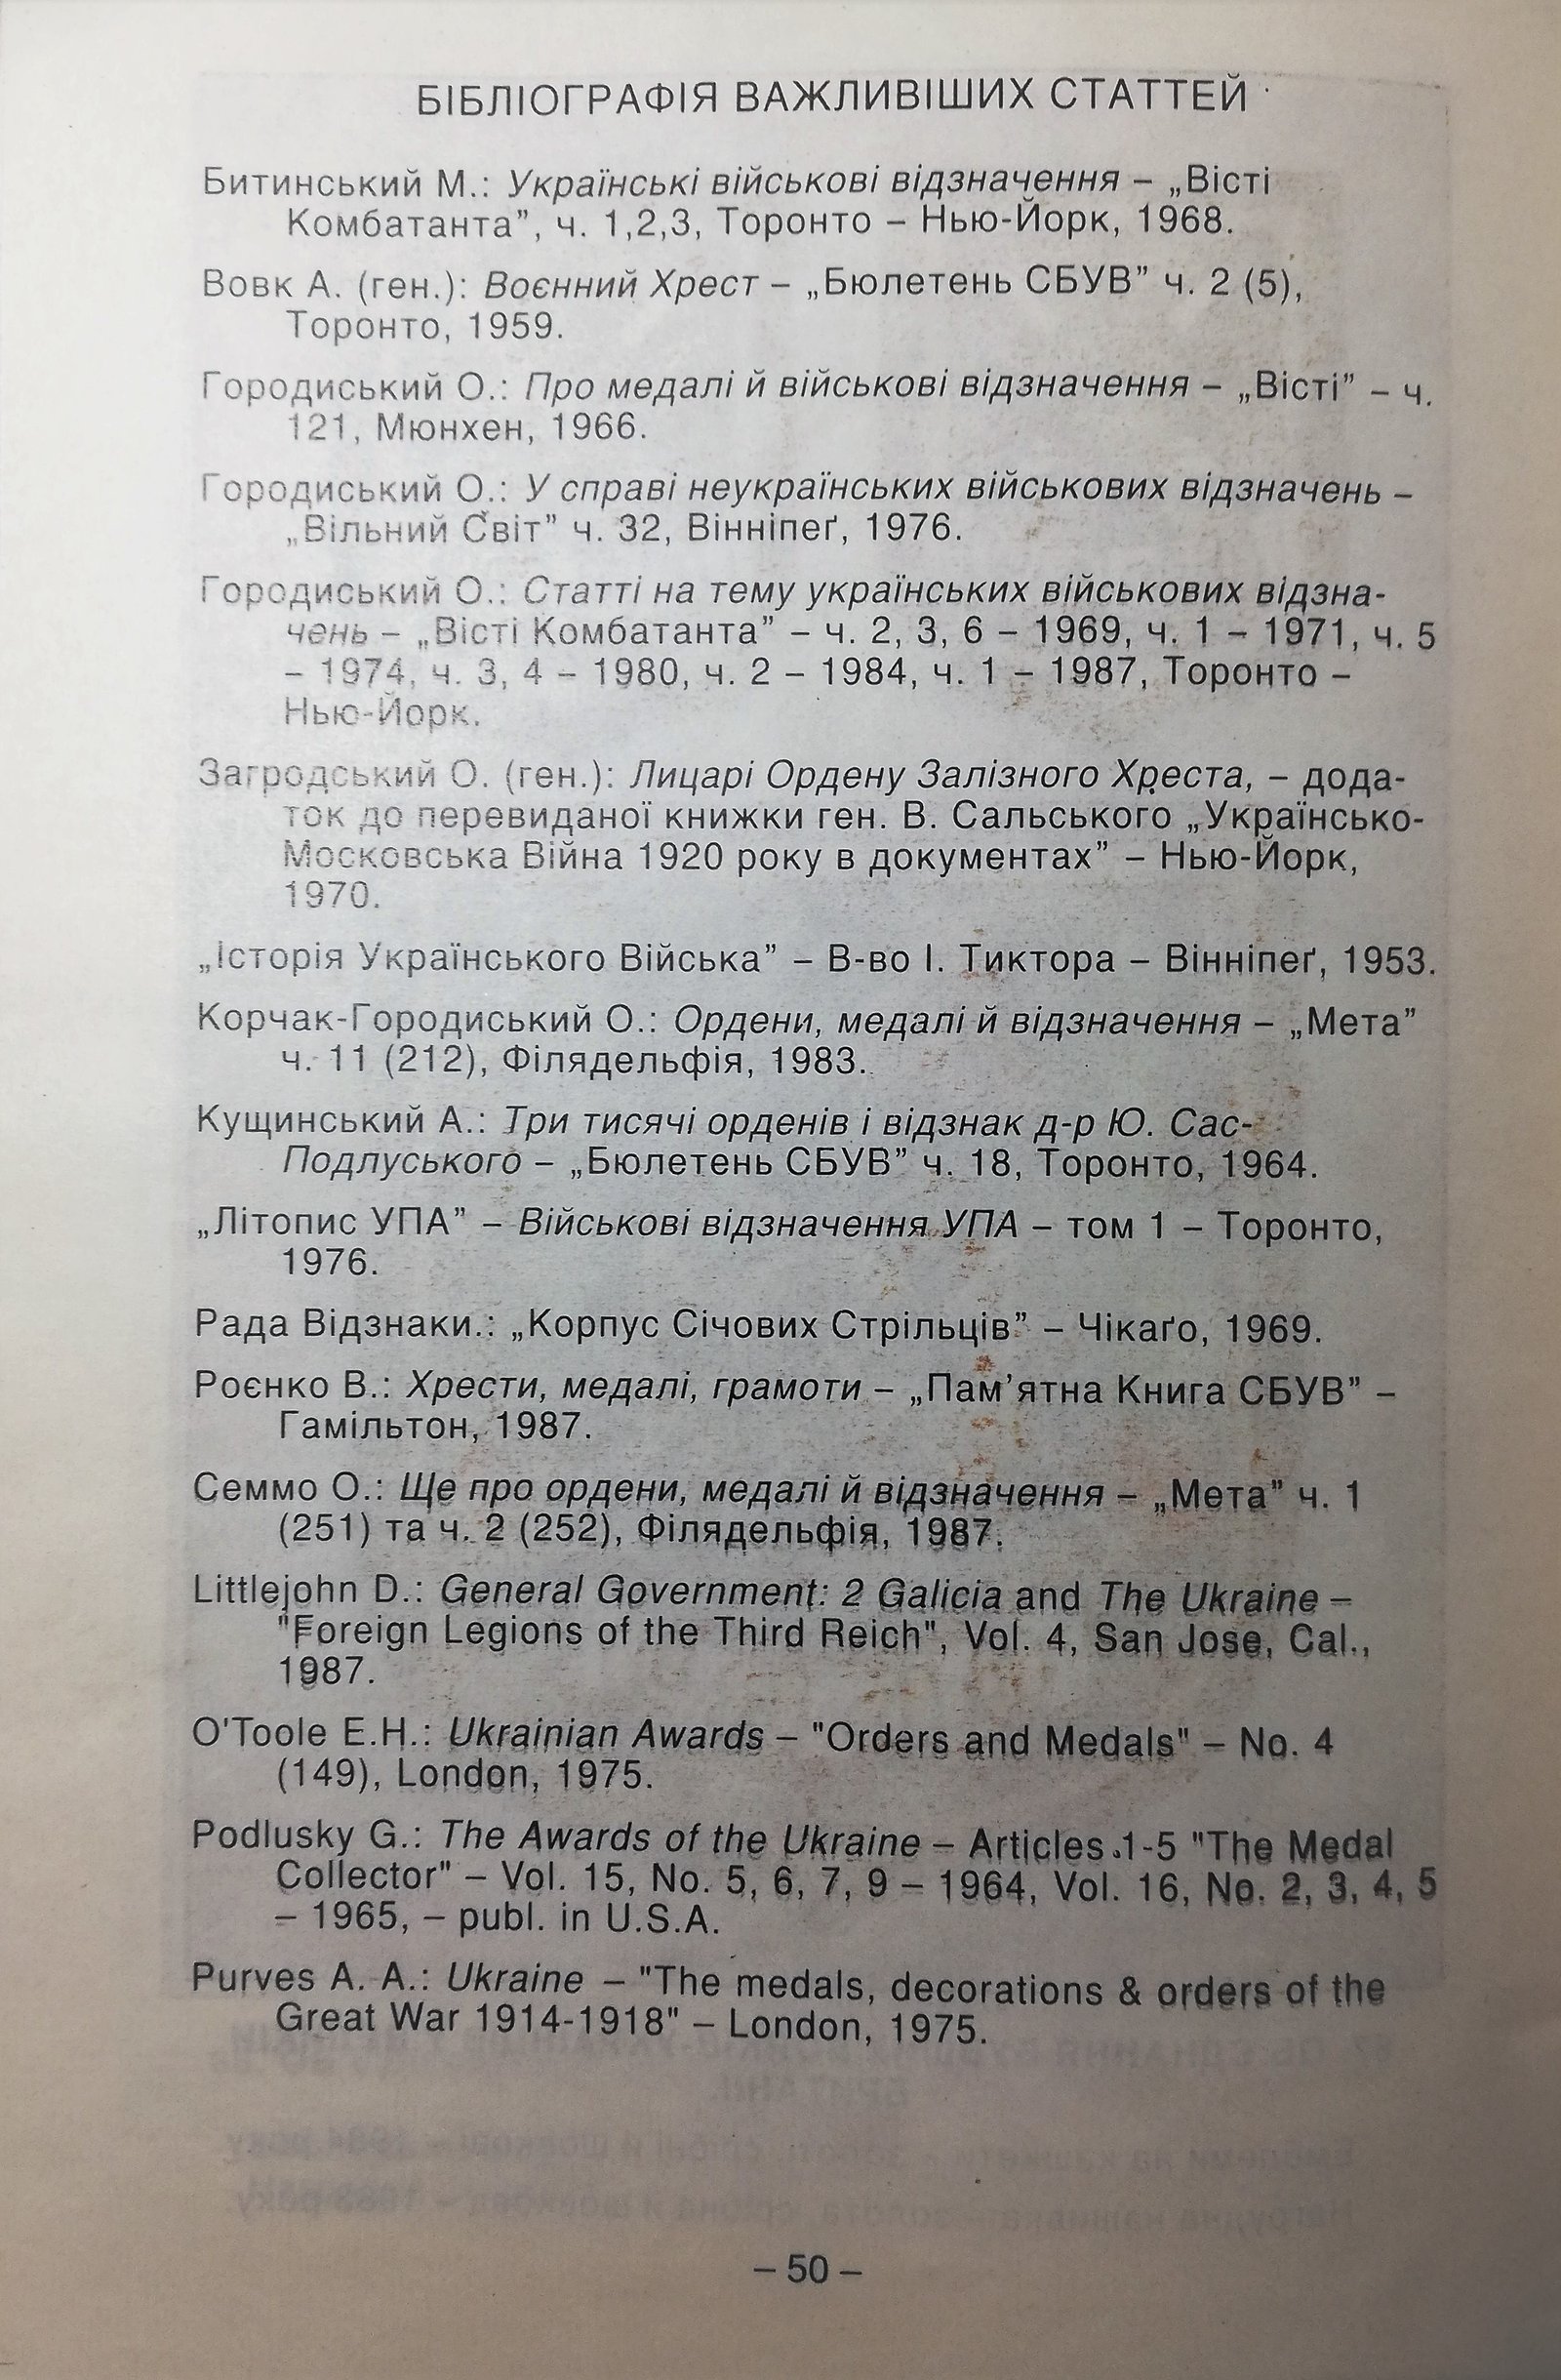 БІБЛІОГРАФІЯ ВАЖЛИВІШИХ СТАТТЕЙ
Битинський М.: Українські військові відзначення – „Вісті
Комбатанта”, ч. 1,2,3, Торонто – Нью-Йорк, 1968.
Вовк А. (ген.): Воєнний Хрест – „Бюлетень СБУВ” ч. 2 (5),
Торонто, 1959.
Городиський О.: Про медалі й військові відзначення – „Вісті” – ч.
121, Мюнхен, 1966.
Городиський О.: У справі неукраїнських військових відзначень –
„Вільний Світ” ч. 32, Вінніпеґ, 1976.
Городиський О.: Статті на тему українських військових відзна-
чень – „Вісті Комбатанта” – ч. 2, 3, 6 – 1969, ч. 1 – 1971, ч. 5
– 1974, ч. 3, 4 – 1980, ч. 2 – 1984, ч. 1 – 1987, Торонто –
Нью-Йорк.
Загродський О. (ген.): Лицарі Ордену Залізного Хреста, – дода-
ток до перевиданої книжки ген. В. Сальського „Українсько-
Московська Війна 1920 року в документах” – Нью-Йорк,
1970.
„Історія Українського Війська” – В-во І. Тиктора – Вінніпеґ, 1953.
Корчак-Городиський О.: Ордени, медалі й відзначення – „Мета”
ч. 11 (212), Філядельфія, 1983.
Кущинський А.: Три тисячі орденів і відзнак д-р Ю. Сас-
Подлуського – „Бюлетень СБУВ” ч. 18, Торонто, 1964.
„Літопис УПА” – Військові відзначення УПА – том 1 – Торонто,
1976.
Рада Відзнаки.: „Корпус Січових Стрільців” – Чікаґо, 1969.
Роєнко В.: Хрести, медалі, грамоти – „Пам’ятна Книга СБУВ” –
Гамільтон, 1987.
Семмо О.: Ще про ордени, медалі й відзначення – „Мета” ч. 1
(251) та ч. 2 (252), Філядельфія, 1987.
Littlejohn D.: General Government: 2 Galicia and The Ukraine –
"Foreign Legions of the Third Reich", Vol. 4, San Jose, Cal.,
1987.
O'Toole E.H.: Ukrainian Awards – "Orders and Medals" – No. 4
(149), London, 1975.
Podlusky G.: The Awards of the Ukraine – Articles 1-5 "The Medal
Collector" – Vol. 15, No. 5, 6, 7, 9 – 1964, Vol. 16, No. 2, 3, 4, 5
– 1965, – publ. in U.S.A.
Purves A. A.: Ukraine – "The medals, decorations & orders of the
Great War 1914-1918" – London, 1975.
– 50 –